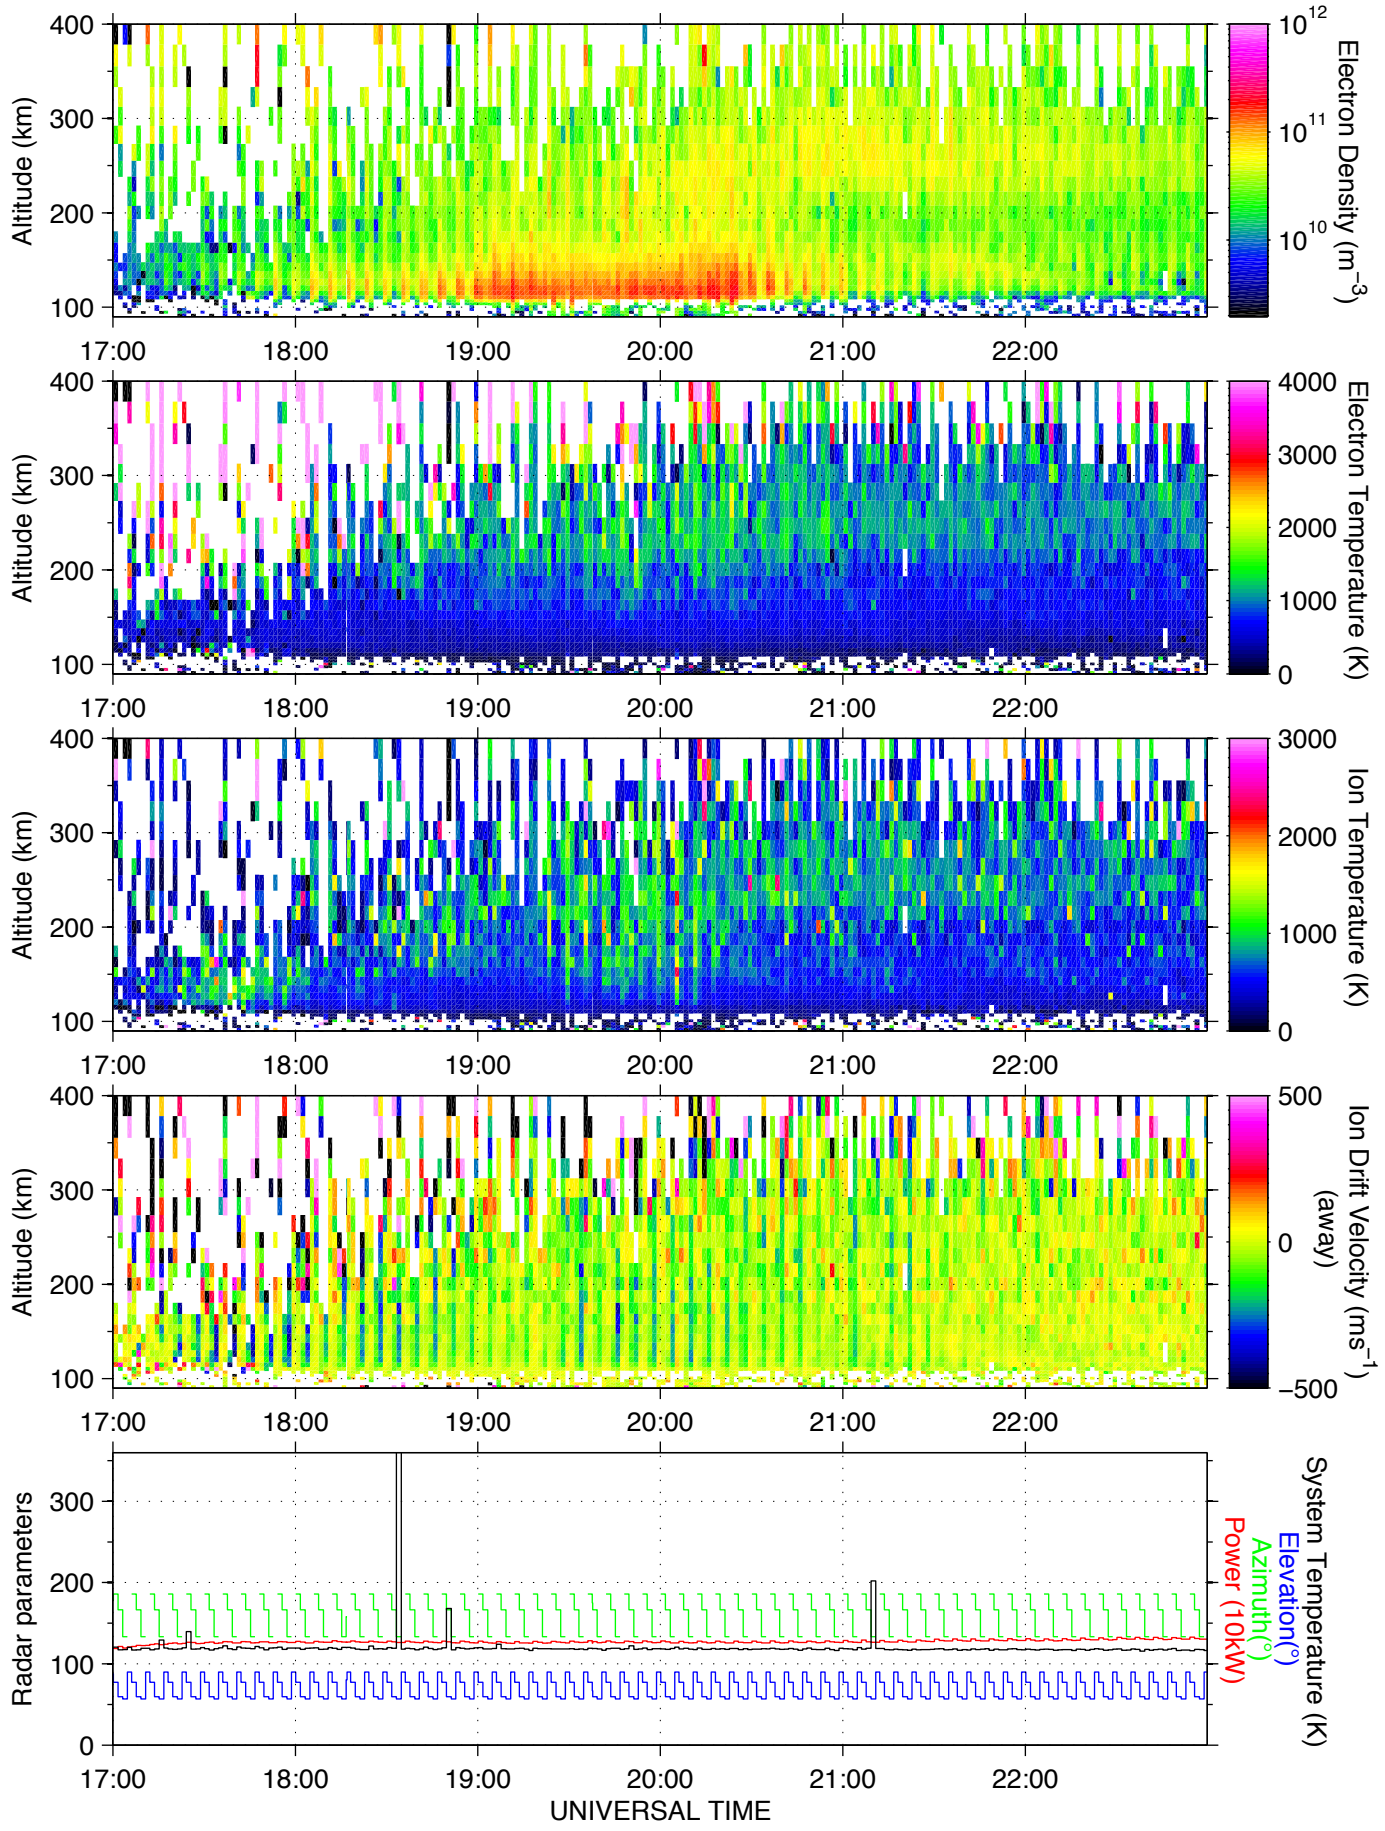 400
300
200
100
Altitude (km)
17:00 18:00 19:00 20:00 21:00 22:00
10^12
10^11
10^10
Electron Density (m^−3)
400
300
200
100
Altitude (km)
17:00 18:00 19:00 20:00 21:00 22:00
4000
3000
2000
1000
0
Electron Temperature (K)
400
300
200
100
Altitude (km)
17:00 18:00 19:00 20:00 21:00 22:00
3000
2000
1000
0
Ion Temperature (K)
400
300
200
100
Altitude (km)
17:00 18:00 19:00 20:00 21:00 22:00
500
0
−500
Ion Drift Velocity (ms^−1)
(away)
300
200
100
0
Radar parameters
17:00 18:00 19:00 20:00 21:00 22:00
UNIVERSAL TIME
System Temperature (K)
Elevation(°)
Azimuth(°)
Power (10kW)